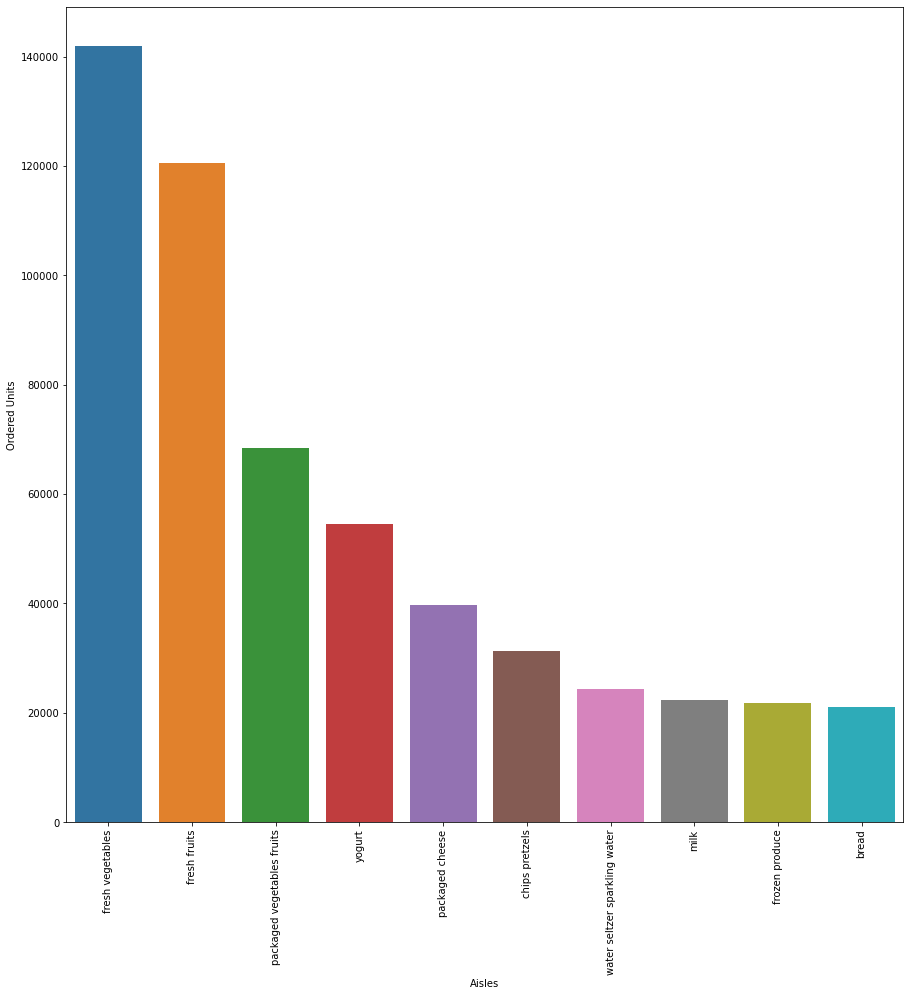 140000
120000
100000
80000
60000
40000
20000
0
Ordered Units
fresh vegetables
fresh fruits
packaged vegetables fruits
yogurt
packaged cheese
chips pretzels
water seltzer sparkling water
milk
frozen produce
bread
Aisles